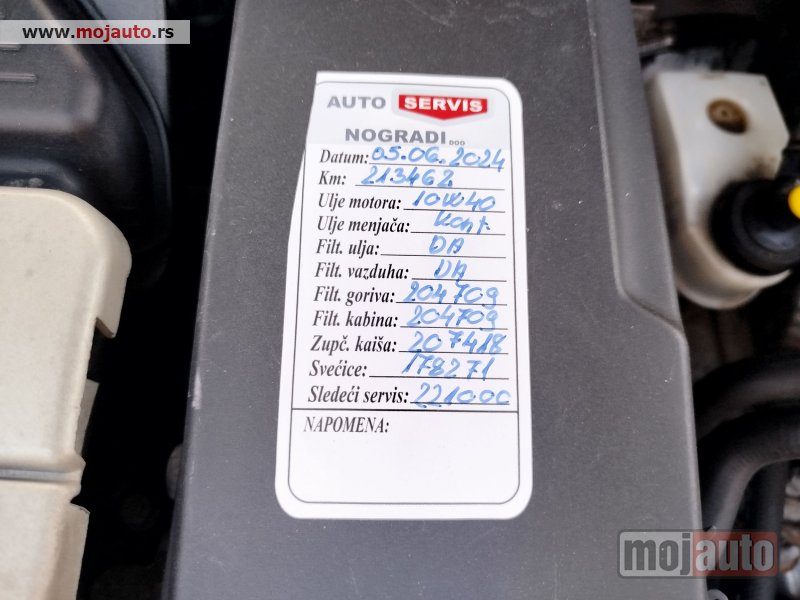 www.mojauto.rs
AUTO SERVIS
NOGRADI DOO
Datum: 05.06.2024
Km: 213462
Ulje motora: 10W40
Ulje menjača: Kont.
Filt. ulja: DA
Filt. vazduha: DA
Filt. goriva: 204709
Filt. kabina: 204709
Zupč. kaiša: 207418
Svećice: 178271
Sledeći servis: 221000
NAPOMENA:
mojauto